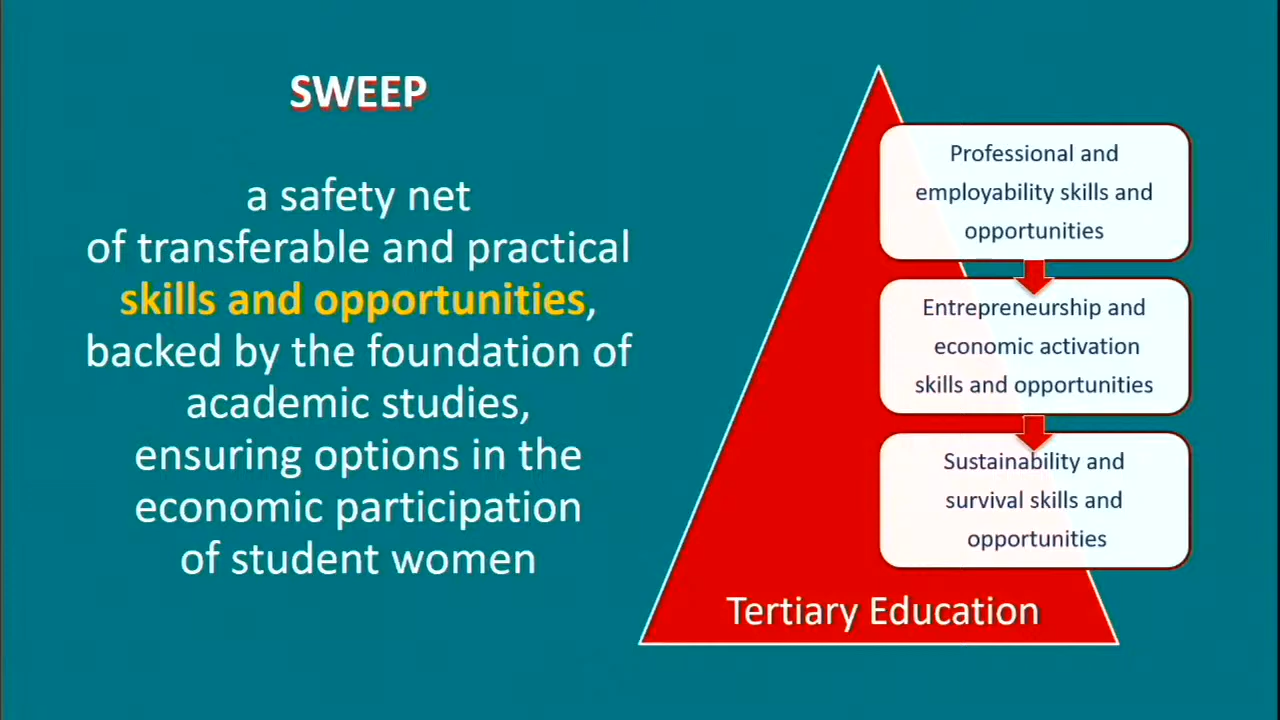 SWEEP
a safety net
of transferable and practical
skills and opportunities,
backed by the foundation of
academic studies,
ensuring options in the
economic participation
of student women
Professional and
employability skills and
opportunities
Entrepreneurship and
economic activation
skills and opportunities
Sustainability and
survival skills and
opportunities
Tertiary Education